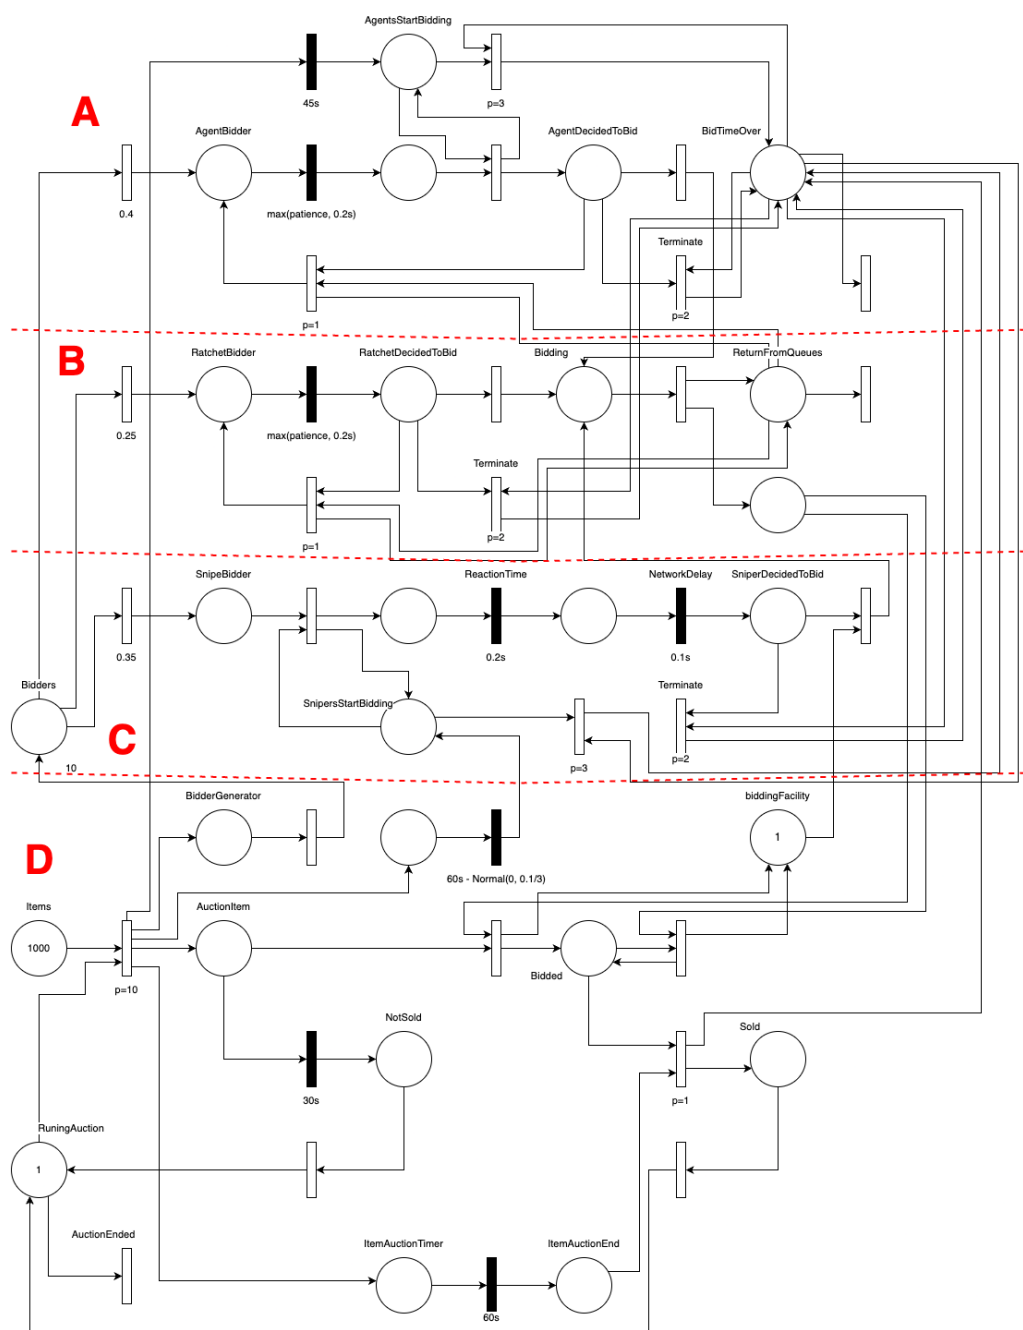 AgentsStartBidding
45s
p=3
A
AgentBidder
AgentDecidedToBid
BidTimeOver
0.4
max(patience, 0.2s)
Terminate
p=1
p=2
B
RatchetBidder
RatchetDecidedToBid
Bidding
ReturnFromQueues
0.25
max(patience, 0.2s)
Terminate
p=1
p=2
SnipeBidder
ReactionTime
NetworkDelay
SniperDecidedToBid
0.35
0.2s
0.1s
Bidders
SnipersStartBidding
Terminate
C
10
p=3
p=2
BidderGenerator
biddingFacility
1
D
60s - Normal(0, 0.1/3)
Items
AuctionItem
1000
Bidded
p=10
NotSold
Sold
30s
p=1
RuningAuction
1
AuctionEnded
ItemAuctionTimer
ItemAuctionEnd
60s